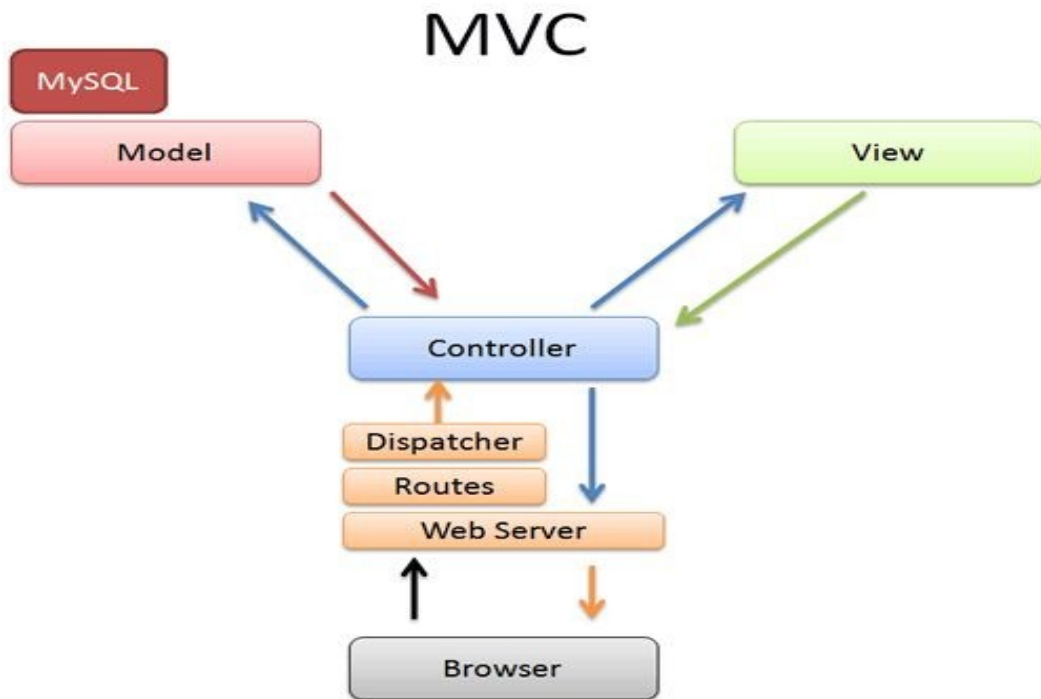 MVC
MySQL
Model
View
Controller
Dispatcher
Routes
Web Server
Browser